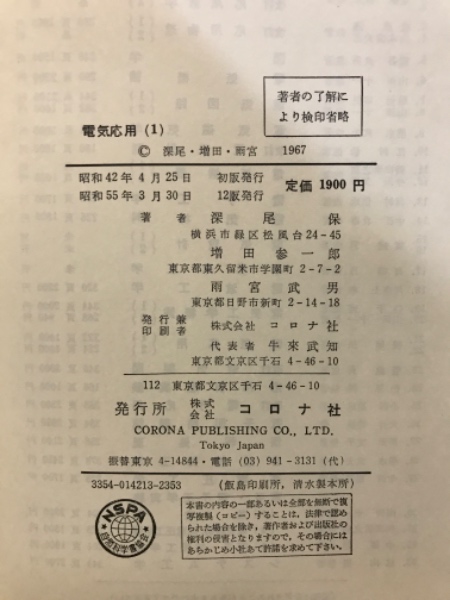 著者の了解に
より検印省略
電気応用 (1)
© 深尾・増田・雨宮 1967
昭和42年 4月25日 初版発行
昭和55年 3月30日 12版発行
定価 1900 円
著者 深尾保
横浜市緑区松風台24-45
増田参一郎
東京都東久留米市学園町 2-7-2
雨宮武男
東京都日野市新町 2-14-18
発行兼
印刷者
株式会社 コロナ社
代表者 牛来武知
東京都文京区千石 4-46-10
112 東京都文京区千石 4-46-10
発行所 株式会社 コロナ社
CORONA PUBLISHING CO., LTD.
Tokyo Japan
振替東京 4-14844・電話 (03) 941-3131 (代)
3354-014213-2353 (飯島印刷所, 清水製本所)
NSPA
自然科学書協会
本書の内容の一部あるいは全部を無断で複
写複製(コピー)することは、法律で認め
られた場合を除き、著作者および出版社の
権利の侵害となりますので、その場合には
あらかじめ小社あて許諾を求めて下さい。